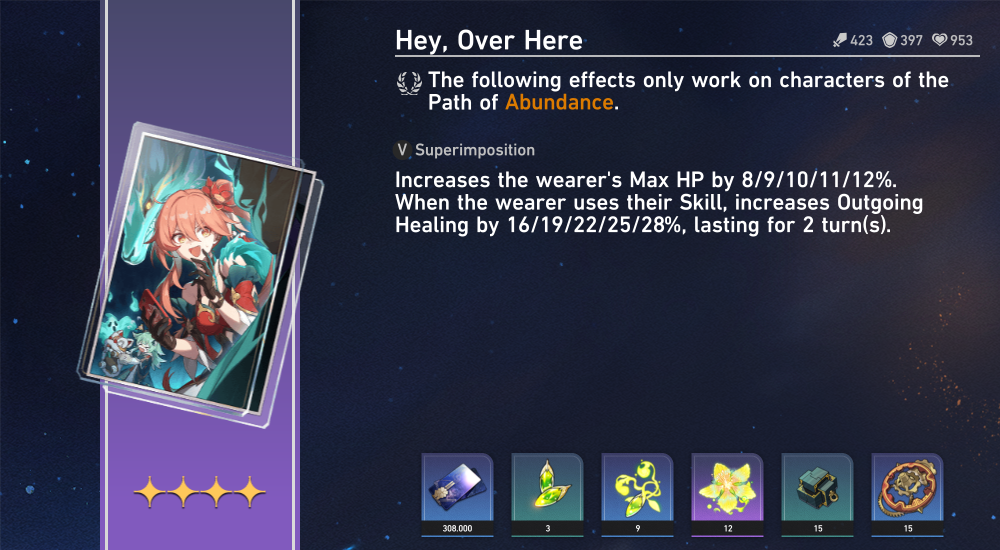 Hey, Over Here
423 397 953
The following effects only work on characters of the
Path of Abundance.
V Superimposition
Increases the wearer's Max HP by 8/9/10/11/12%.
When the wearer uses their Skill, increases Outgoing
Healing by 16/19/22/25/28%, lasting for 2 turn(s).
308.000 3 9 12 15 15